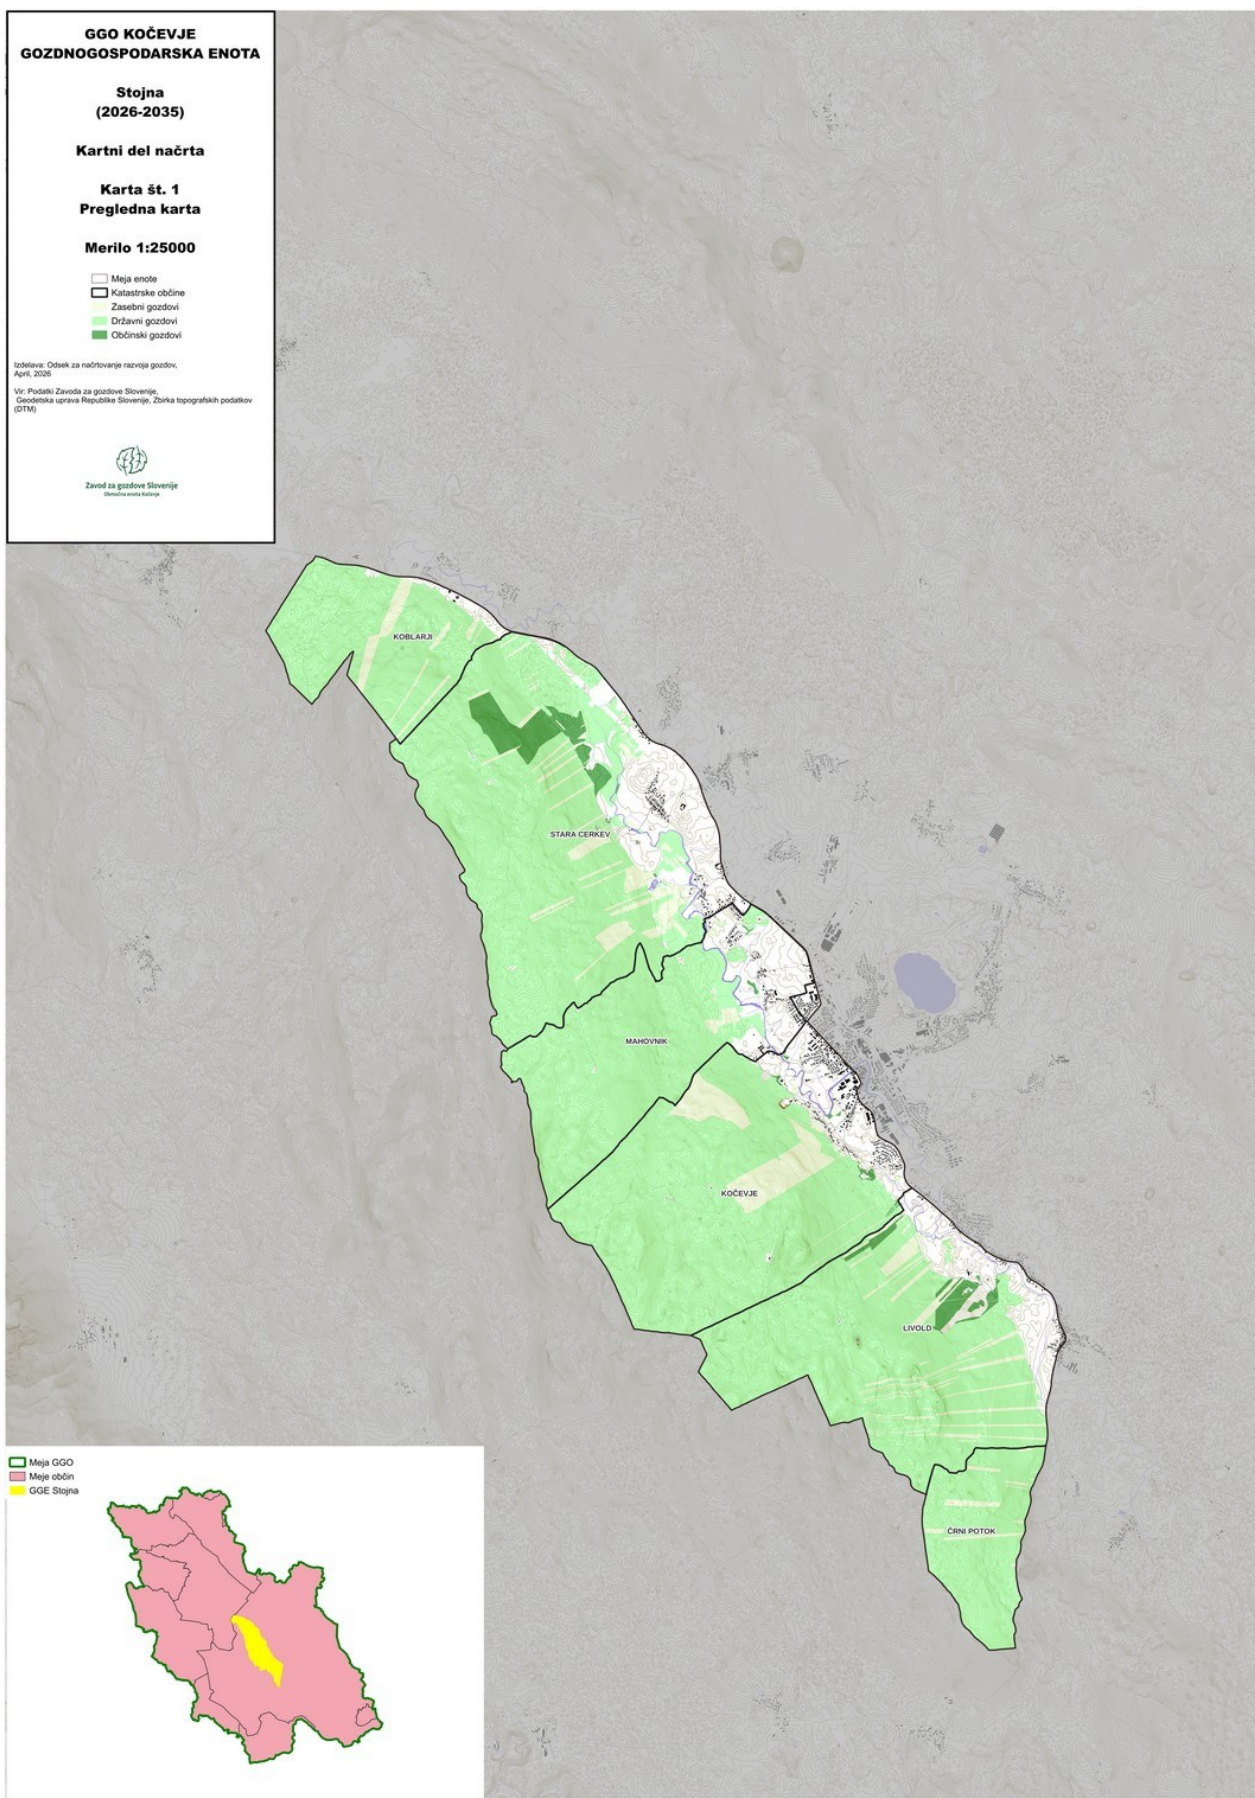 GGO KOČEVJE
GOZDNOGOSPODARSKA ENOTA
Stojna
(2026-2035)
Kartni del načrta
Karta št. 1
Pregledna karta
Merilo 1:25000
Meja enote
Katastrske občine
Zasebni gozdovi
Državni gozdovi
Občinski gozdovi
Izdelava: Odsek za načrtovanje razvoja gozdov,
April, 2026
Vir: Podatki Zavoda za gozdove Slovenije,
Geodetska uprava Republike Slovenije, Zbirka topografskih podatkov
(DTM)
Zavod za gozdove Slovenije
Območna enota Kočevje
KOBLARJI
STARA CERKEV
MAHOVNIK
KOČEVJE
LIVOLD
ČRNI POTOK
Meja GGO
Meje občin
GGE Stojna